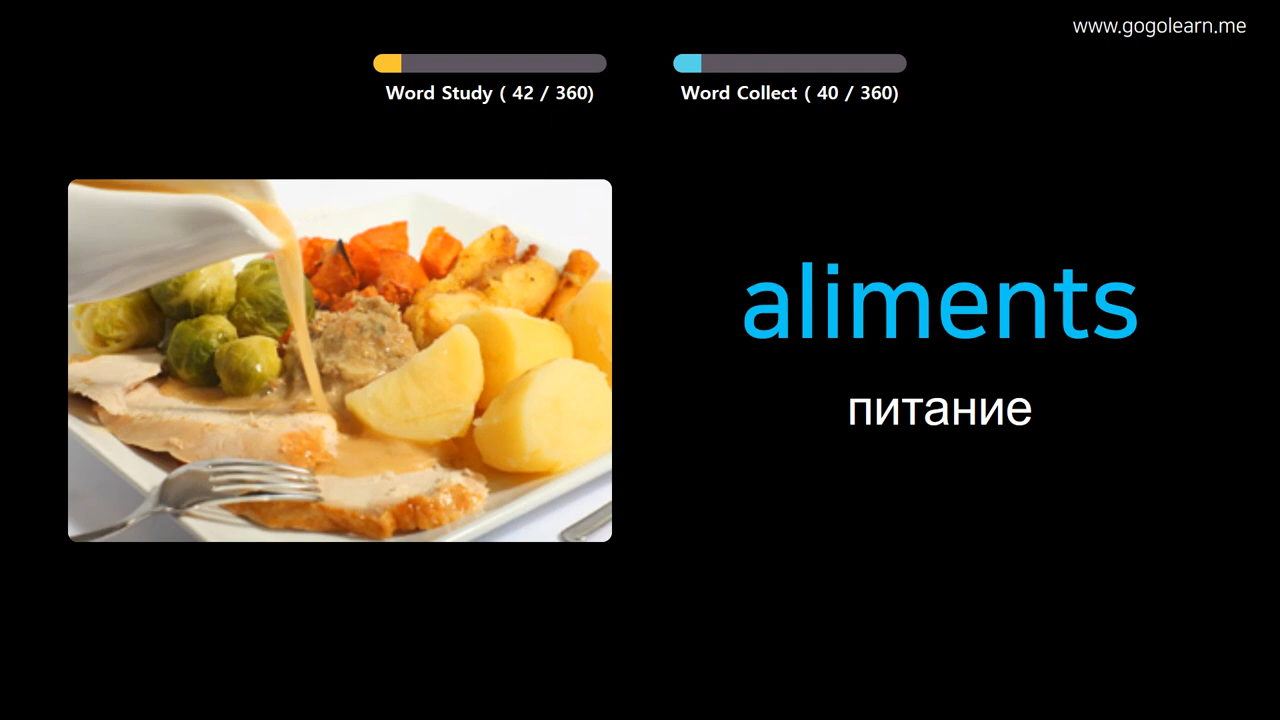 www.gogolearn.me
Word Study ( 42 / 360)
Word Collect ( 40 / 360)
aliments
питание